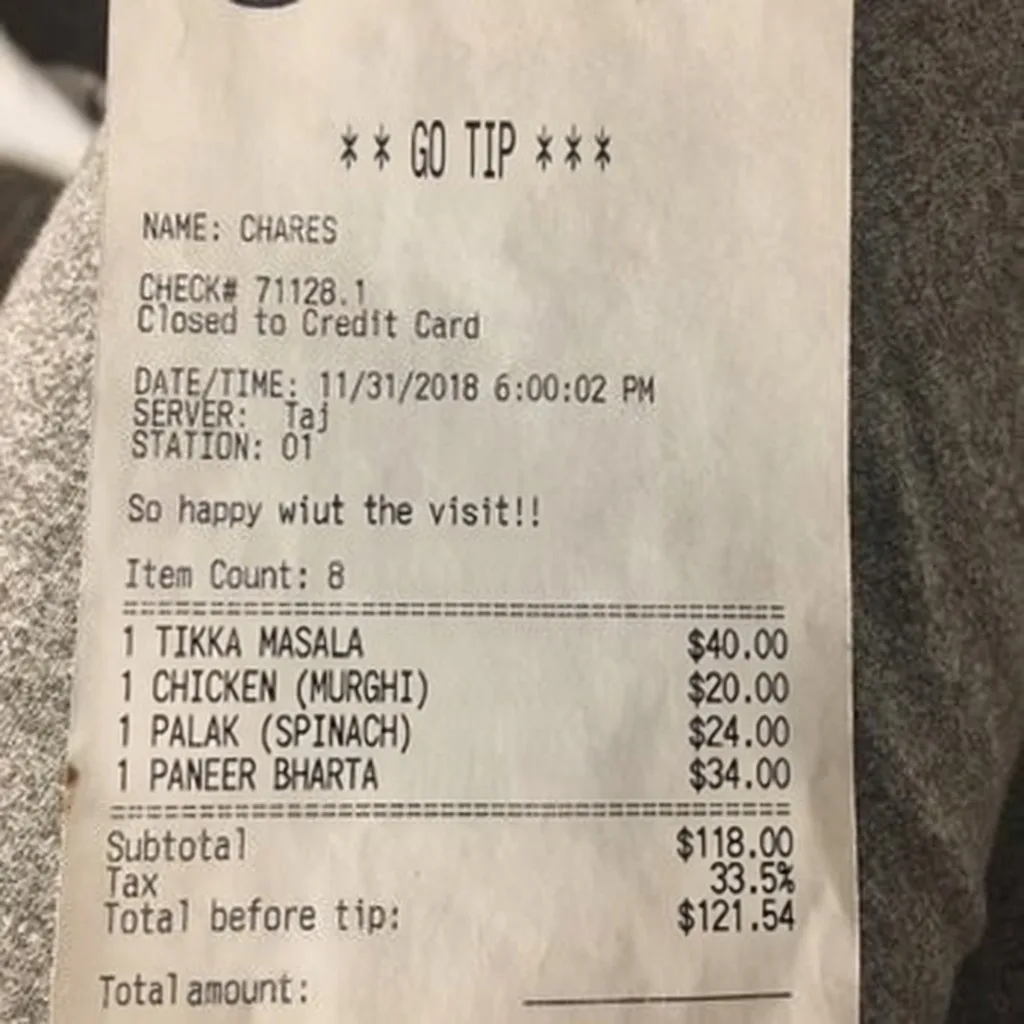 ** GO TIP ***
NAME: CHARES
CHECK# 71128.1
Closed to Credit Card
DATE/TIME: 11/31/2018 6:00:02 PM
SERVER: Taj
STATION: 01
So happy wiut the visit!!
Item Count: 8
1 TIKKA MASALA $40.00
1 CHICKEN (MURGHI) $20.00
1 PALAK (SPINACH) $24.00
1 PANEER BHARTA $34.00
Subtotal $118.00
Tax 33.5%
Total before tip: $121.54
Total amount: